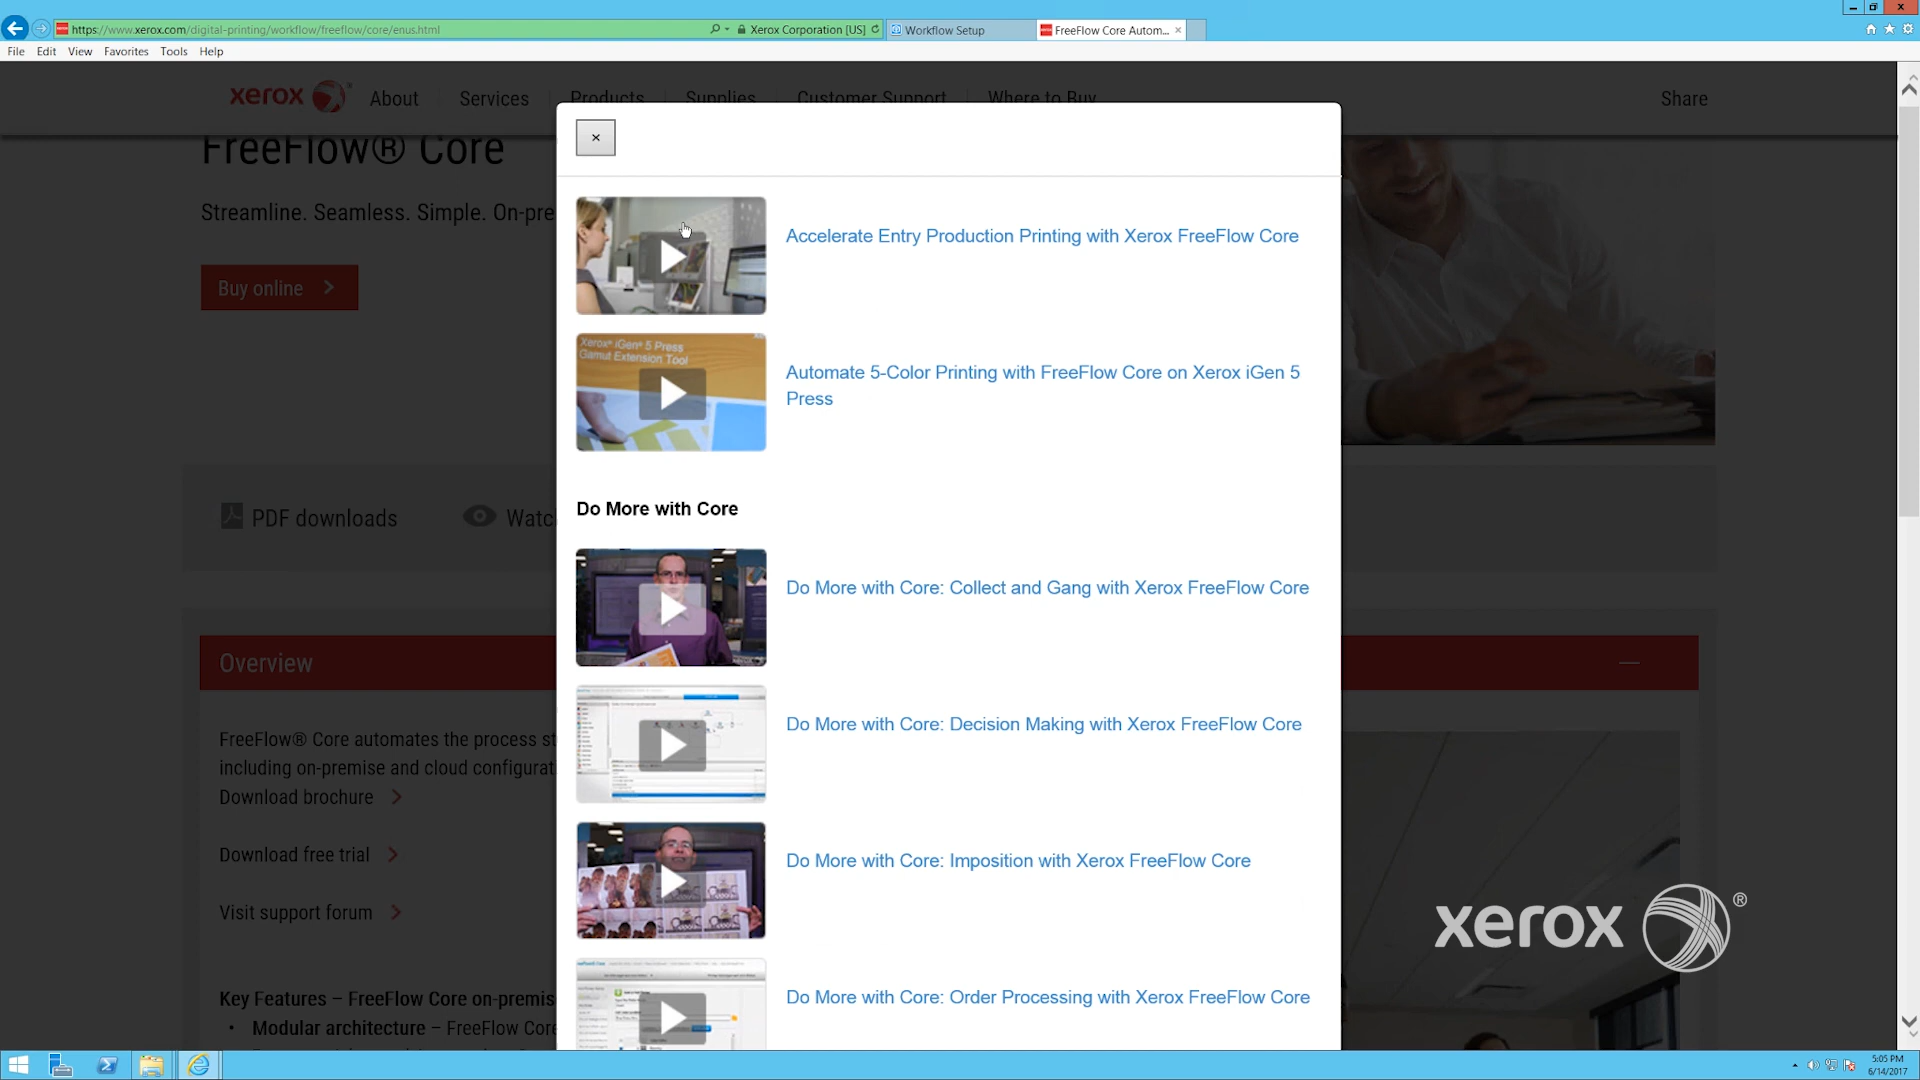 https://www.xerox.com/digital-printing/workflow/freeflow/core/enus.html
Xerox Corporation [US]
Workflow Setup
FreeFlow Core Autom...
File Edit View Favorites Tools Help
xerox
About
Services
Products
Supplies
Customer Support
Where to Buy
Share
FreeFlow® Core
Streamline. Seamless. Simple. On-pre
Buy online
×
Accelerate Entry Production Printing with Xerox FreeFlow Core
Xerox® iGen® 5 Press
Gamut Extension Tool
Automate 5-Color Printing with FreeFlow Core on Xerox iGen 5
Press
PDF downloads
Watc
Do More with Core
Do More with Core: Collect and Gang with Xerox FreeFlow Core
Overview
Do More with Core: Decision Making with Xerox FreeFlow Core
FreeFlow® Core automates the process st
including on-premise and cloud configurat
Download brochure
Download free trial
Visit support forum
Do More with Core: Imposition with Xerox FreeFlow Core
xerox ®
Key Features – FreeFlow Core on-premis
• Modular architecture – FreeFlow Core
Do More with Core: Order Processing with Xerox FreeFlow Core
5:05 PM
6/14/2017